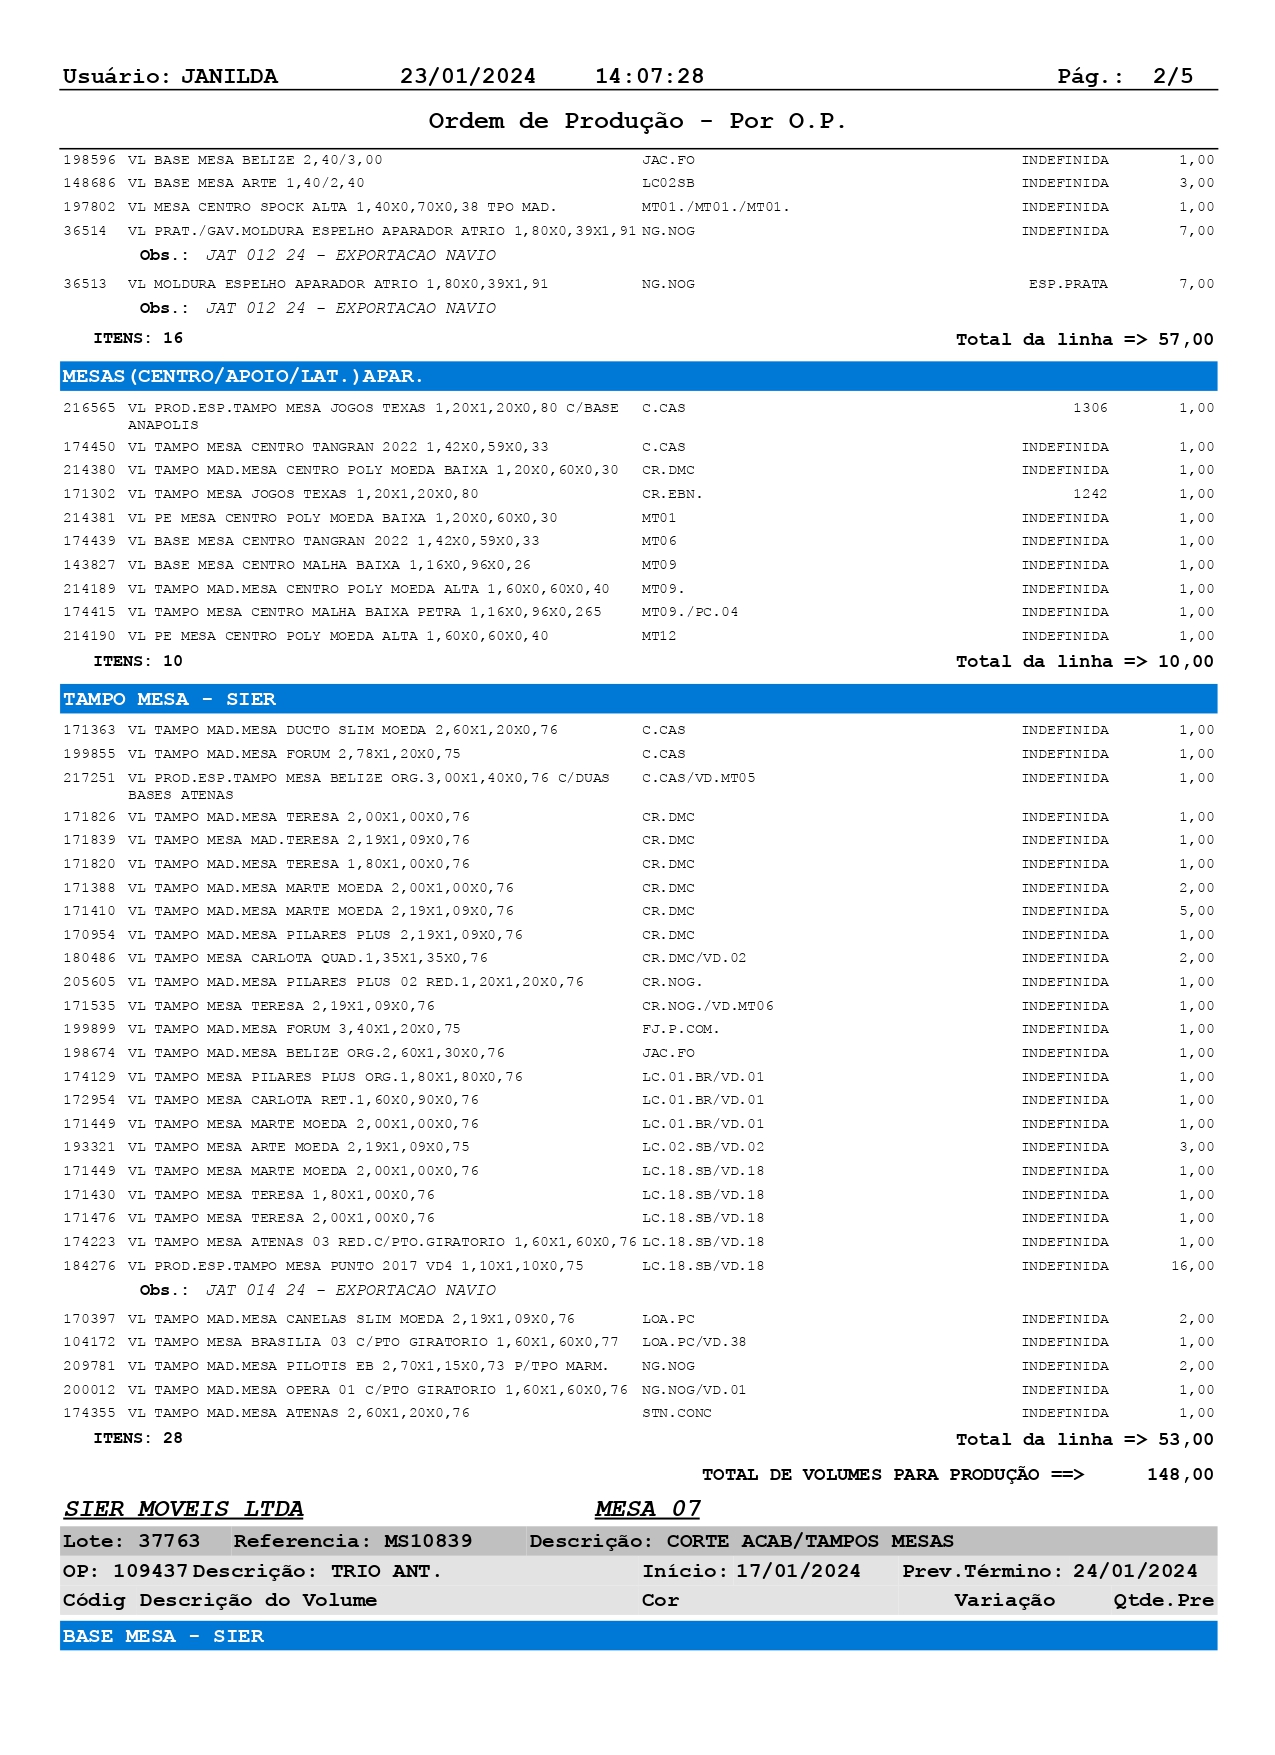 Usuário: JANILDA 23/01/2024 14:07:28 Pág.: 2/5
Ordem de Produção - Por O.P.
198596 VL BASE MESA BELIZE 2,40/3,00 JAC.FO INDEFINIDA 1,00
148686 VL BASE MESA ARTE 1,40/2,40 LC02SB INDEFINIDA 3,00
197802 VL MESA CENTRO SPOCK ALTA 1,40X0,70X0,38 TPO MAD. MT01./MT01./MT01. INDEFINIDA 1,00
36514 VL PRAT./GAV.MOLDURA ESPELHO APARADOR ATRIO 1,80X0,39X1,91 NG.NOG INDEFINIDA 7,00
Obs.: JAT 012 24 - EXPORTACAO NAVIO
36513 VL MOLDURA ESPELHO APARADOR ATRIO 1,80X0,39X1,91 NG.NOG ESP.PRATA 7,00
Obs.: JAT 012 24 - EXPORTACAO NAVIO
ITENS: 16 Total da linha => 57,00
MESAS(CENTRO/APOIO/LAT.)APAR.
216565 VL PROD.ESP.TAMPO MESA JOGOS TEXAS 1,20X1,20X0,80 C/BASE C.CAS 1306 1,00
ANAPOLIS
174450 VL TAMPO MESA CENTRO TANGRAN 2022 1,42X0,59X0,33 C.CAS INDEFINIDA 1,00
214380 VL TAMPO MAD.MESA CENTRO POLY MOEDA BAIXA 1,20X0,60X0,30 CR.DMC INDEFINIDA 1,00
171302 VL TAMPO MESA JOGOS TEXAS 1,20X1,20X0,80 CR.EBN. 1242 1,00
214381 VL PE MESA CENTRO POLY MOEDA BAIXA 1,20X0,60X0,30 MT01 INDEFINIDA 1,00
174439 VL BASE MESA CENTRO TANGRAN 2022 1,42X0,59X0,33 MT06 INDEFINIDA 1,00
143827 VL BASE MESA CENTRO MALHA BAIXA 1,16X0,96X0,26 MT09 INDEFINIDA 1,00
214189 VL TAMPO MAD.MESA CENTRO POLY MOEDA ALTA 1,60X0,60X0,40 MT09. INDEFINIDA 1,00
174415 VL TAMPO MESA CENTRO MALHA BAIXA PETRA 1,16X0,96X0,265 MT09./PC.04 INDEFINIDA 1,00
214190 VL PE MESA CENTRO POLY MOEDA ALTA 1,60X0,60X0,40 MT12 INDEFINIDA 1,00
ITENS: 10 Total da linha => 10,00
TAMPO MESA - SIER
171363 VL TAMPO MAD.MESA DUCTO SLIM MOEDA 2,60X1,20X0,76 C.CAS INDEFINIDA 1,00
199855 VL TAMPO MAD.MESA FORUM 2,78X1,20X0,75 C.CAS INDEFINIDA 1,00
217251 VL PROD.ESP.TAMPO MESA BELIZE ORG.3,00X1,40X0,76 C/DUAS C.CAS/VD.MT05 INDEFINIDA 1,00
BASES ATENAS
171826 VL TAMPO MAD.MESA TERESA 2,00X1,00X0,76 CR.DMC INDEFINIDA 1,00
171839 VL TAMPO MESA MAD.TERESA 2,19X1,09X0,76 CR.DMC INDEFINIDA 1,00
171820 VL TAMPO MAD.MESA TERESA 1,80X1,00X0,76 CR.DMC INDEFINIDA 1,00
171388 VL TAMPO MAD.MESA MARTE MOEDA 2,00X1,00X0,76 CR.DMC INDEFINIDA 2,00
171410 VL TAMPO MAD.MESA MARTE MOEDA 2,19X1,09X0,76 CR.DMC INDEFINIDA 5,00
170954 VL TAMPO MAD.MESA PILARES PLUS 2,19X1,09X0,76 CR.DMC INDEFINIDA 1,00
180486 VL TAMPO MESA CARLOTA QUAD.1,35X1,35X0,76 CR.DMC/VD.02 INDEFINIDA 2,00
205605 VL TAMPO MAD.MESA PILARES PLUS 02 RED.1,20X1,20X0,76 CR.NOG. INDEFINIDA 1,00
171535 VL TAMPO MESA TERESA 2,19X1,09X0,76 CR.NOG./VD.MT06 INDEFINIDA 1,00
199899 VL TAMPO MAD.MESA FORUM 3,40X1,20X0,75 FJ.P.COM. INDEFINIDA 1,00
198674 VL TAMPO MAD.MESA BELIZE ORG.2,60X1,30X0,76 JAC.FO INDEFINIDA 1,00
174129 VL TAMPO MESA PILARES PLUS ORG.1,80X1,80X0,76 LC.01.BR/VD.01 INDEFINIDA 1,00
172954 VL TAMPO MESA CARLOTA RET.1,60X0,90X0,76 LC.01.BR/VD.01 INDEFINIDA 1,00
171449 VL TAMPO MESA MARTE MOEDA 2,00X1,00X0,76 LC.01.BR/VD.01 INDEFINIDA 1,00
193321 VL TAMPO MESA ARTE MOEDA 2,19X1,09X0,75 LC.02.SB/VD.02 INDEFINIDA 3,00
171449 VL TAMPO MESA MARTE MOEDA 2,00X1,00X0,76 LC.18.SB/VD.18 INDEFINIDA 1,00
171430 VL TAMPO MESA TERESA 1,80X1,00X0,76 LC.18.SB/VD.18 INDEFINIDA 1,00
171476 VL TAMPO MESA TERESA 2,00X1,00X0,76 LC.18.SB/VD.18 INDEFINIDA 1,00
174223 VL TAMPO MESA ATENAS 03 RED.C/PTO.GIRATORIO 1,60X1,60X0,76 LC.18.SB/VD.18 INDEFINIDA 1,00
184276 VL PROD.ESP.TAMPO MESA PUNTO 2017 VD4 1,10X1,10X0,75 LC.18.SB/VD.18 INDEFINIDA 16,00
Obs.: JAT 014 24 - EXPORTACAO NAVIO
170397 VL TAMPO MAD.MESA CANELAS SLIM MOEDA 2,19X1,09X0,76 LOA.PC INDEFINIDA 2,00
104172 VL TAMPO MESA BRASILIA 03 C/PTO GIRATORIO 1,60X1,60X0,77 LOA.PC/VD.38 INDEFINIDA 1,00
209781 VL TAMPO MAD.MESA PILOTIS EB 2,70X1,15X0,73 P/TPO MARM. NG.NOG INDEFINIDA 2,00
200012 VL TAMPO MAD.MESA OPERA 01 C/PTO GIRATORIO 1,60X1,60X0,76 NG.NOG/VD.01 INDEFINIDA 1,00
174355 VL TAMPO MAD.MESA ATENAS 2,60X1,20X0,76 STN.CONC INDEFINIDA 1,00
ITENS: 28 Total da linha => 53,00
TOTAL DE VOLUMES PARA PRODUÇÃO ==> 148,00
SIER MOVEIS LTDA MESA 07
Lote: 37763 Referencia: MS10839 Descrição: CORTE ACAB/TAMPOS MESAS
OP: 109437 Descrição: TRIO ANT. Início: 17/01/2024 Prev.Término: 24/01/2024
Códig Descrição do Volume Cor Variação Qtde.Pre
BASE MESA - SIER